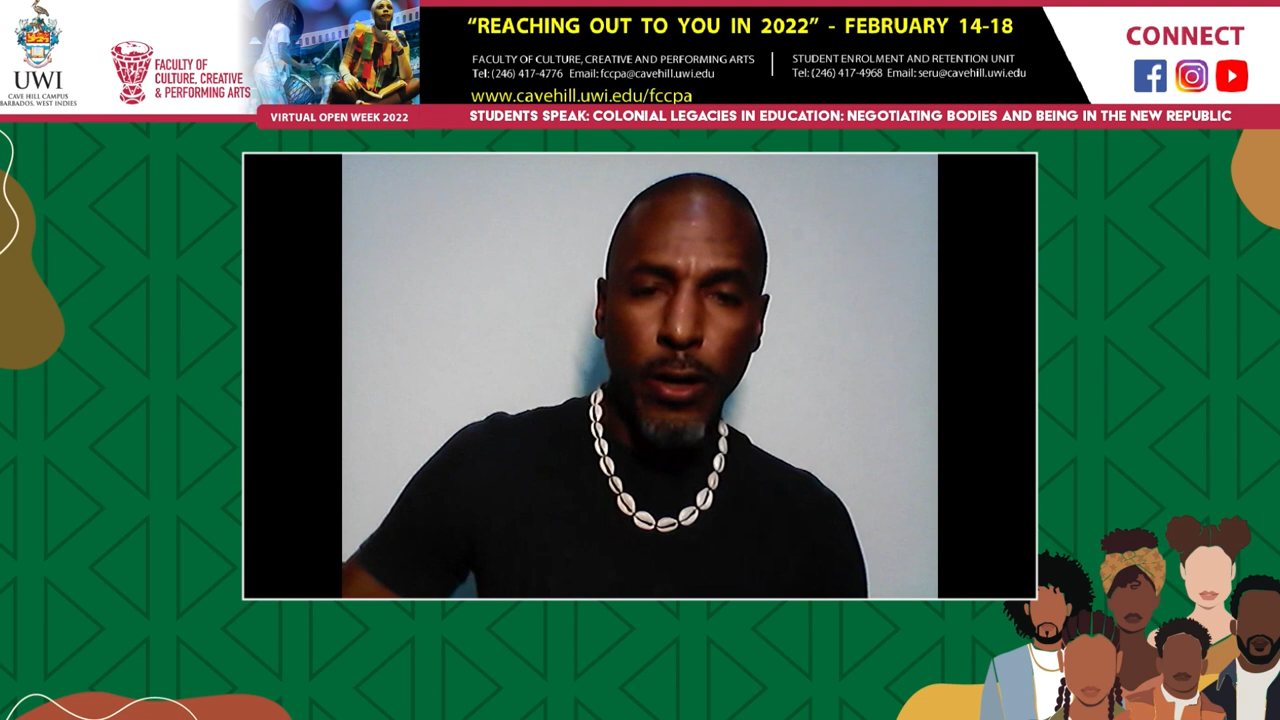 UWI
CAVE HILL CAMPUS
BARBADOS, WEST INDIES
FACULTY OF
CULTURE, CREATIVE
& PERFORMING ARTS
"REACHING OUT TO YOU IN 2022" - FEBRUARY 14-18
FACULTY OF CULTURE, CREATIVE AND PERFORMING ARTS
Tel: (246) 417-4776 Email: fccpa@cavehill.uwi.edu
STUDENT ENROLMENT AND RETENTION UNIT
Tel: (246) 417-4968 Email: seru@cavehill.uwi.edu
www.cavehill.uwi.edu/fccpa
CONNECT
VIRTUAL OPEN WEEK 2022
STUDENTS SPEAK: COLONIAL LEGACIES IN EDUCATION: NEGOTIATING BODIES AND BEING IN THE NEW REPUBLIC